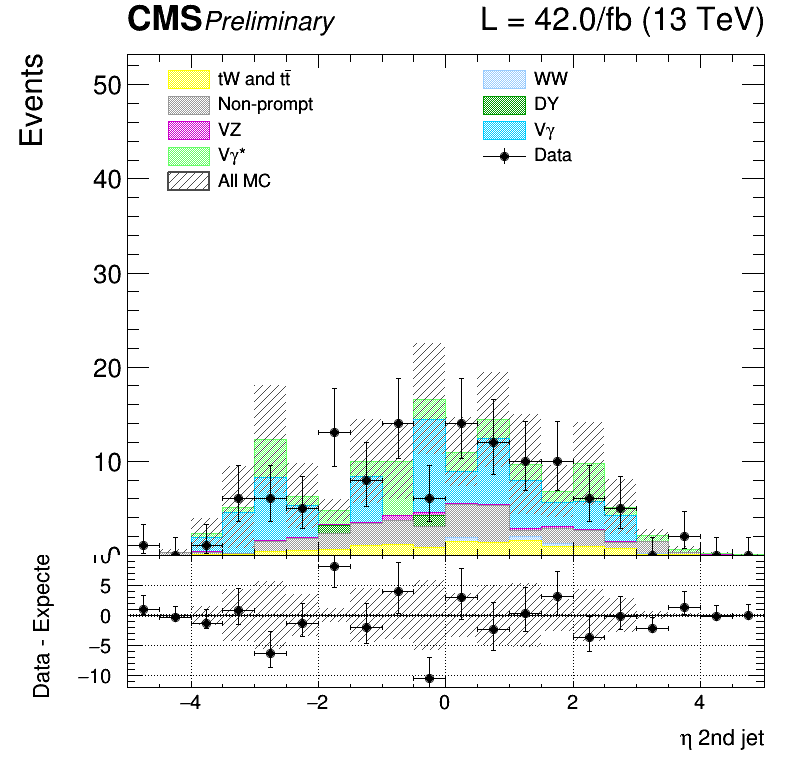 CMS Preliminary L = 42.0/fb (13 TeV)
Events
50
40
30
20
10
0
tW and tt̄
Non-prompt
VZ
Vγ*
All MC
WW
DY
Vγ
Data
Data - Expecte
10
5
0
−5
−10
−4 −2 0 2 4
η 2nd jet